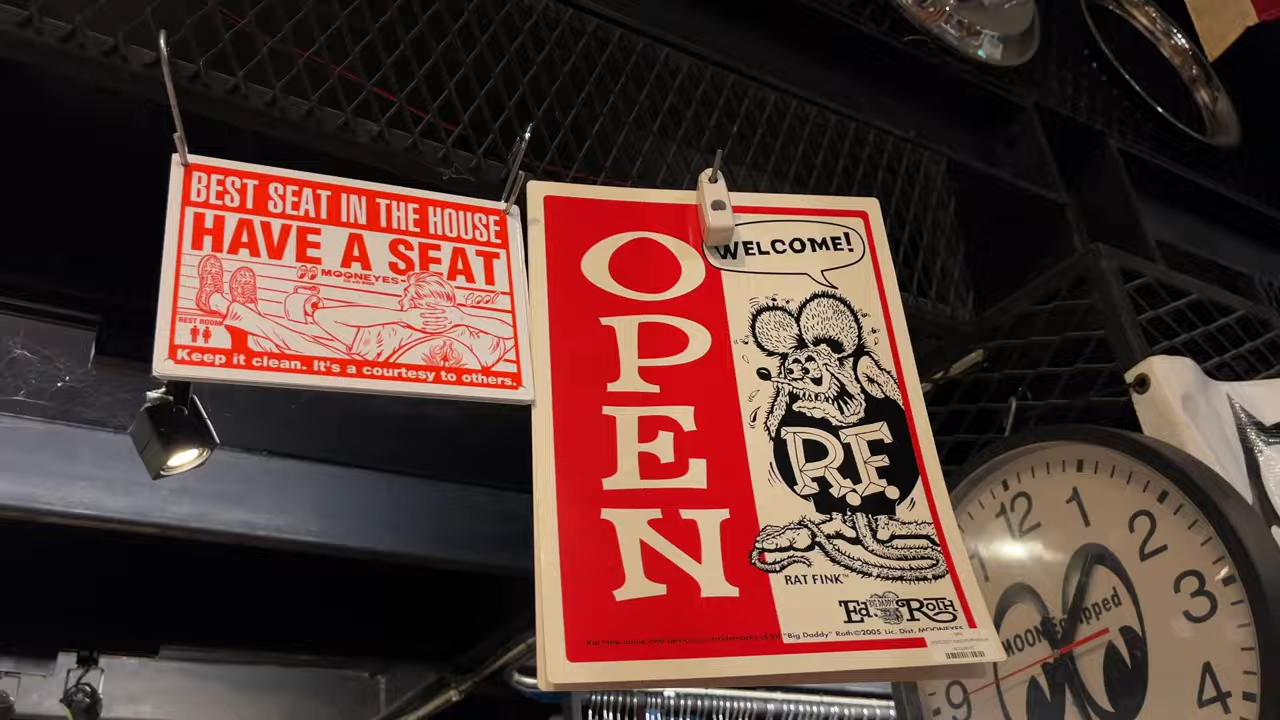 BEST SEAT IN THE HOUSE
HAVE A SEAT
MOONEYES
Cool
REST ROOM
Keep it clean. It's a courtesy to others.
OPEN
WELCOME!
R.F.
RAT FINK™
Ed "BIG DADDY" Roth
"Big Daddy" Roth©2005 Lic. Dist. MOONEYES
12
1
2
3
4
9
MOON Equipped